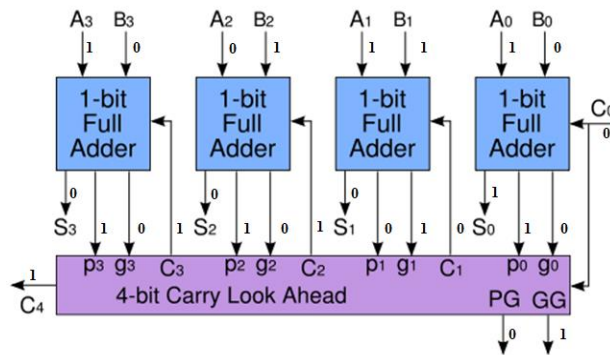 A3 B3 A2 B2 A1 B1 A0 B0
1 0 0 1 1 1 1 0
1-bit Full Adder 1-bit Full Adder 1-bit Full Adder 1-bit Full Adder
C0
0
0 1 0 1 0 1 0 1 0 0 1 0 1 1 0
S3 S2 S1 S0
p3 g3 C3 p2 g2 C2 p1 g1 C1 p0 g0
1
C4
4-bit Carry Look Ahead
PG GG
0 1